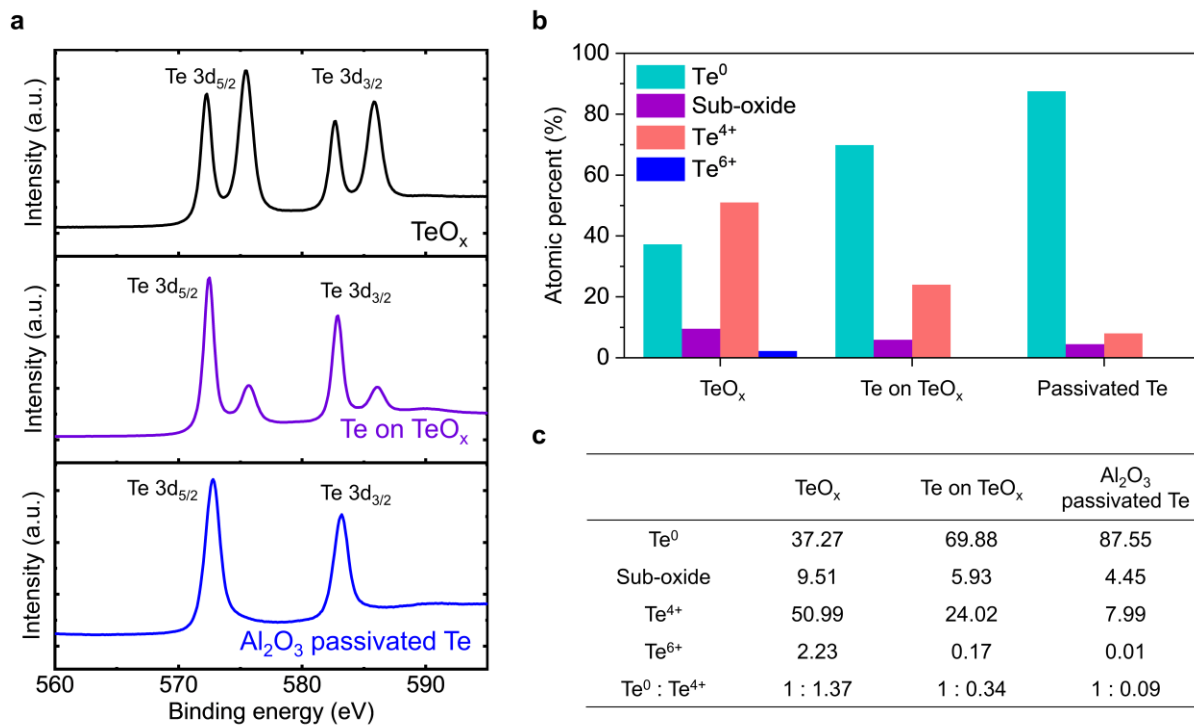 a
Intensity (a.u.)
Te 3d5/2
Te 3d3/2
TeOx
Intensity (a.u.)
Te 3d5/2
Te 3d3/2
Te on TeOx
Intensity (a.u.)
Te 3d5/2
Te 3d3/2
Al2O3 passivated Te
560 570 580 590
Binding energy (eV)
b
Atomic percent (%)
100
80
60
40
20
0
Te⁰
Sub-oxide
Te⁴⁺
Te⁶⁺
TeOx Te on TeOx Passivated Te
c
TeOx Te on TeOx Al2O3
passivated Te
Te⁰ 37.27 69.88 87.55
Sub-oxide 9.51 5.93 4.45
Te⁴⁺ 50.99 24.02 7.99
Te⁶⁺ 2.23 0.17 0.01
Te⁰ : Te⁴⁺ 1 : 1.37 1 : 0.34 1 : 0.09